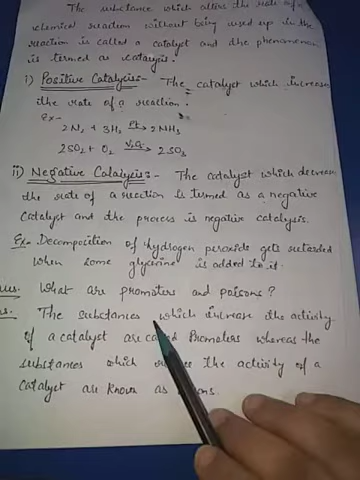 The substance which alters the rate of
chemical reaction without being used up in the
reaction is called a catalyst and the phenomenon
is termed as catalysis.
i) Positive Catalysis:- The catalyst which increases
the rate of a reaction.
Ex-
2N2 + 3H2 Pt→ 2NH3
2SO2 + O2 → 2SO3
ii) Negative Catalysis:- The catalyst which decrease
the rate of a reaction is termed as a negative
catalyst and the process is negative catalysis.
Ex- Decomposition of hydrogen peroxide gets retarded
when some glycerine is added to it.
What are promoters and poisons?
The substances which increase the activity
of a catalyst are called Promoters whereas the
substances which the activity of a
catalyst are known as